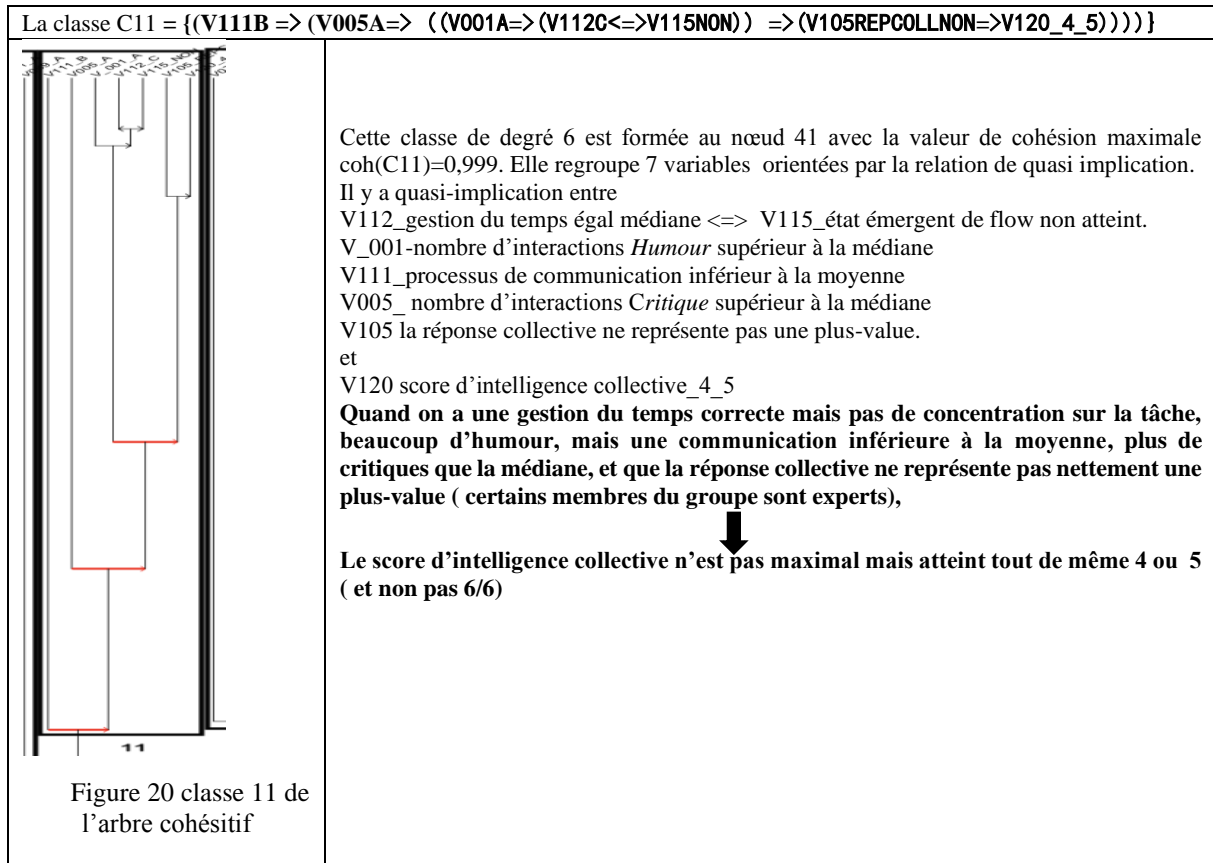 La classe C11 = {(V111B => (V005A=> ((V001A=>(V112C<=>V115NON)) =>(V105REPCOLLNON=>V120_4_5))))}
V111_B
V005_A
V_001_A
V112_C
V115_NON
11
Figure 20 classe 11 de
l'arbre cohésitif
Cette classe de degré 6 est formée au nœud 41 avec la valeur de cohésion maximale
coh(C11)=0,999. Elle regroupe 7 variables orientées par la relation de quasi implication.
Il y a quasi-implication entre
V112_gestion du temps égal médiane <=> V115_état émergent de flow non atteint.
V_001-nombre d'interactions Humour supérieur à la médiane
V111_processus de communication inférieur à la moyenne
V005_ nombre d'interactions Critique supérieur à la médiane
V105 la réponse collective ne représente pas une plus-value.
et
V120 score d'intelligence collective_4_5
Quand on a une gestion du temps correcte mais pas de concentration sur la tâche,
beaucoup d'humour, mais une communication inférieure à la moyenne, plus de
critiques que la médiane, et que la réponse collective ne représente pas nettement une
plus-value ( certains membres du groupe sont experts),
Le score d'intelligence collective n'est pas maximal mais atteint tout de même 4 ou 5
( et non pas 6/6)